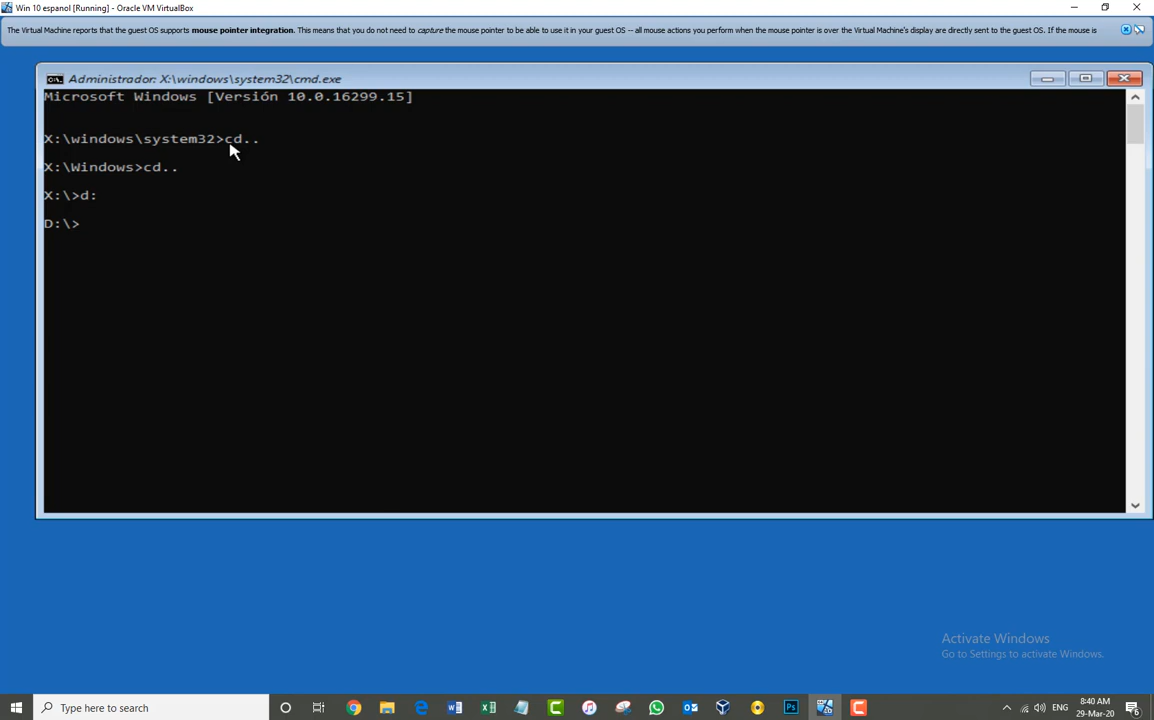 Win 10 espanol [Running] - Oracle VM VirtualBox
The Virtual Machine reports that the guest OS supports mouse pointer integration. This means that you do not need to capture the mouse pointer to be able to use it in your guest OS -- all mouse actions you perform when the mouse pointer is over the Virtual Machine's display are directly sent to the guest OS. If the mouse is
Administrador: X:\windows\system32\cmd.exe
Microsoft Windows [Versión 10.0.16299.15]
X:\windows\system32>cd..
X:\Windows>cd..
X:\>d:
D:\>
Activate Windows
Go to Settings to activate Windows.
Type here to search
ENG
8:40 AM
29-Mar-20
6